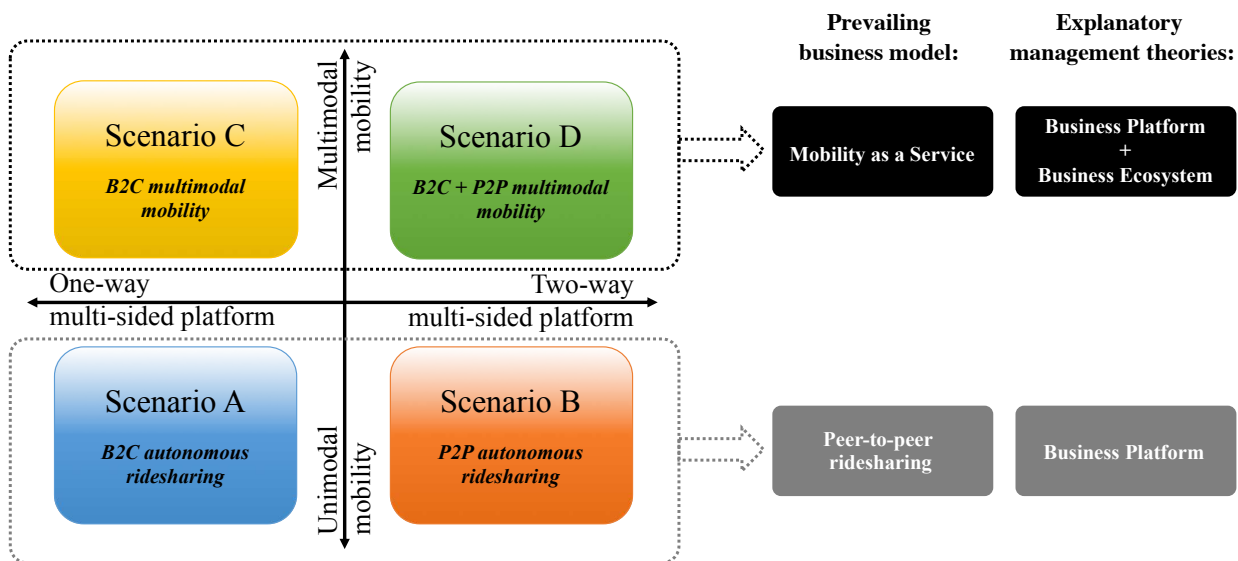 Prevailing
business model:
Explanatory
management theories:
Scenario C
B2C multimodal
mobility
Multimodal
mobility
Scenario D
B2C + P2P multimodal
mobility
Mobility as a Service
Business Platform
+
Business Ecosystem
One-way
multi-sided platform
Two-way
multi-sided platform
Scenario A
B2C autonomous
ridesharing
Unimodal
mobility
Scenario B
P2P autonomous
ridesharing
Peer-to-peer
ridesharing
Business Platform